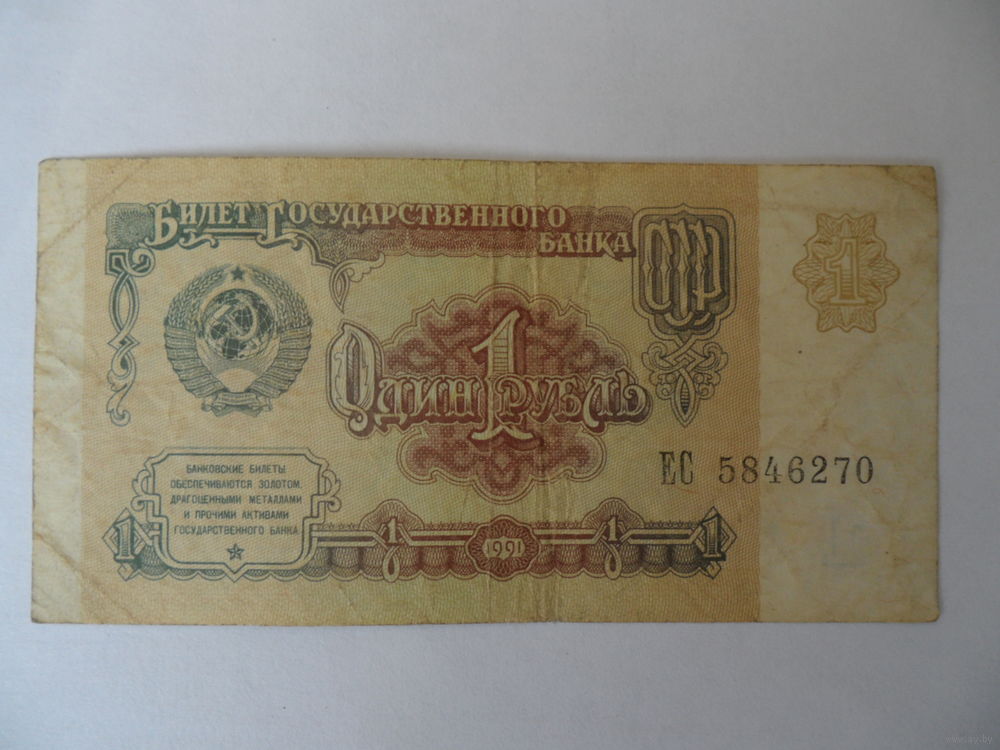 Билет Государственного
Банка
СССР
1
1
Один рубль
БАНКОВСКИЕ БИЛЕТЫ
ОБЕСПЕЧИВАЮТСЯ ЗОЛОТОМ,
ДРАГОЦЕННЫМИ МЕТАЛЛАМИ
И ПРОЧИМИ АКТИВАМИ
ГОСУДАРСТВЕННОГО БАНКА
ЕС 5846270
1 1 1991 1 1